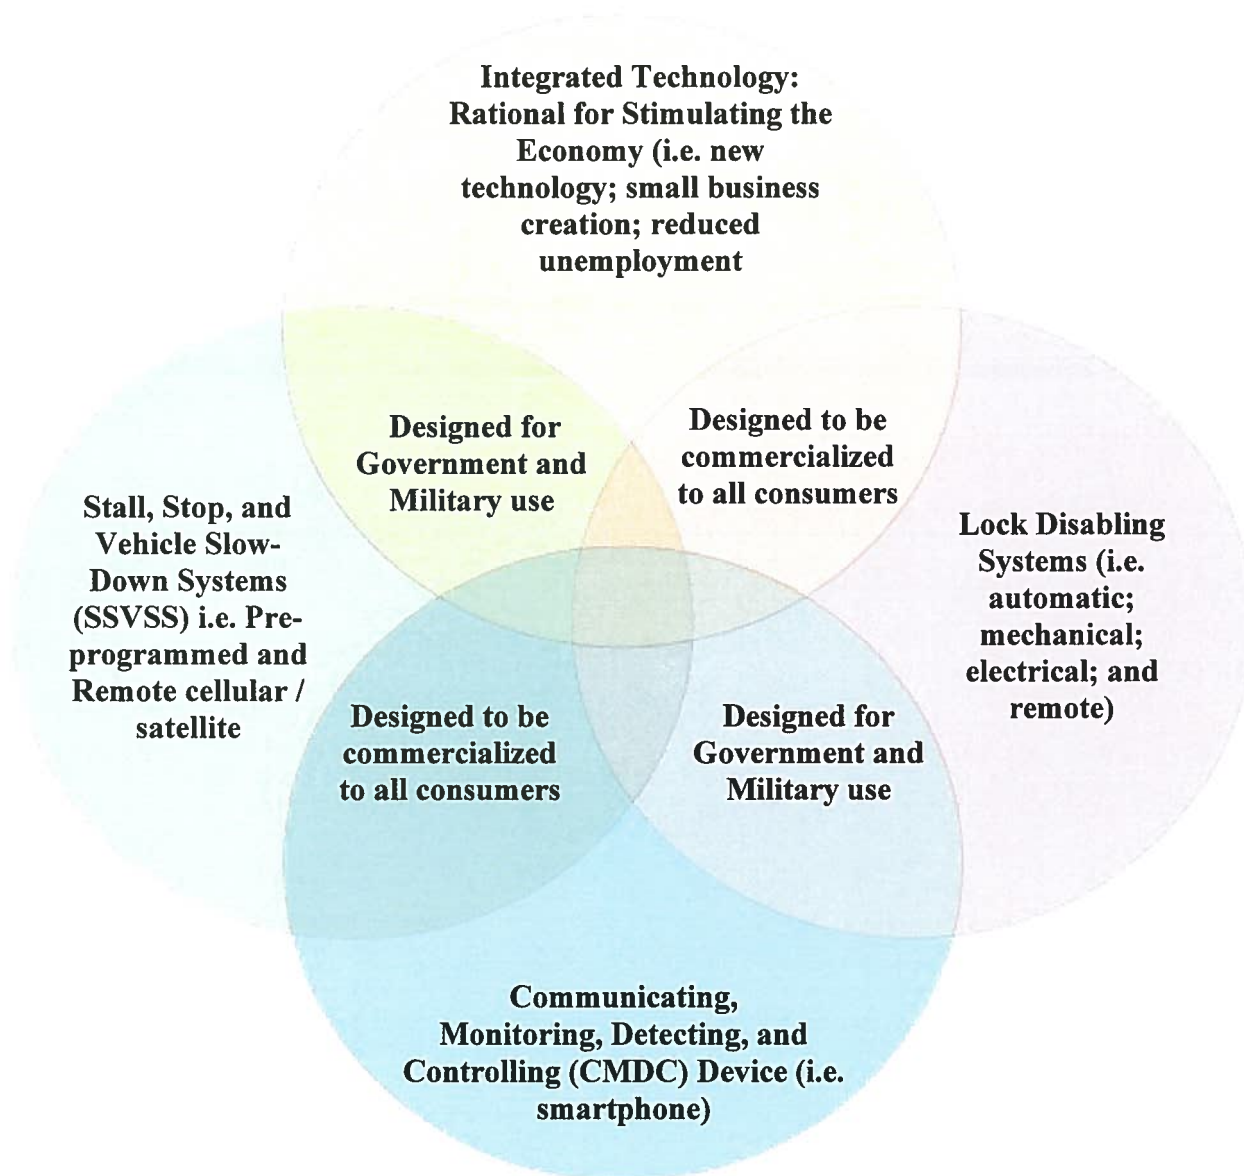 Integrated Technology:
Rational for Stimulating the
Economy (i.e. new
technology; small business
creation; reduced
unemployment
Designed for
Government and
Military use
Designed to be
commercialized
to all consumers
Stall, Stop, and
Vehicle Slow-
Down Systems
(SSVSS) i.e. Pre-
programmed and
Remote cellular /
satellite
Lock Disabling
Systems (i.e.
automatic;
mechanical;
electrical; and
remote)
Designed to be
commercialized
to all consumers
Designed for
Government and
Military use
Communicating,
Monitoring, Detecting, and
Controlling (CMDC) Device (i.e.
smartphone)